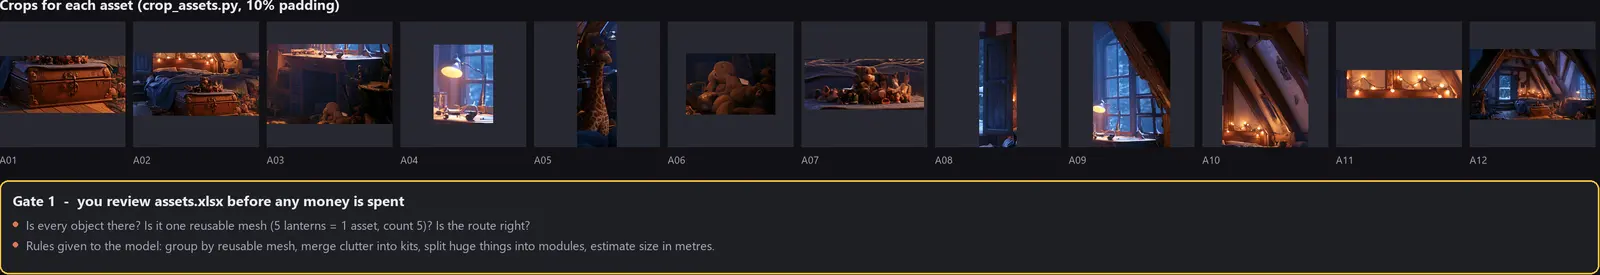 Crops for each asset (crop_assets.py, 10% padding)
A01 A02 A03 A04 A05 A06 A07 A08 A09 A10 A11 A12
Gate 1 - you review assets.xlsx before any money is spent
Is every object there? Is it one reusable mesh (5 lanterns = 1 asset, count 5)? Is the route right?
Rules given to the model: group by reusable mesh, merge clutter into kits, split huge things into modules, estimate size in metres.